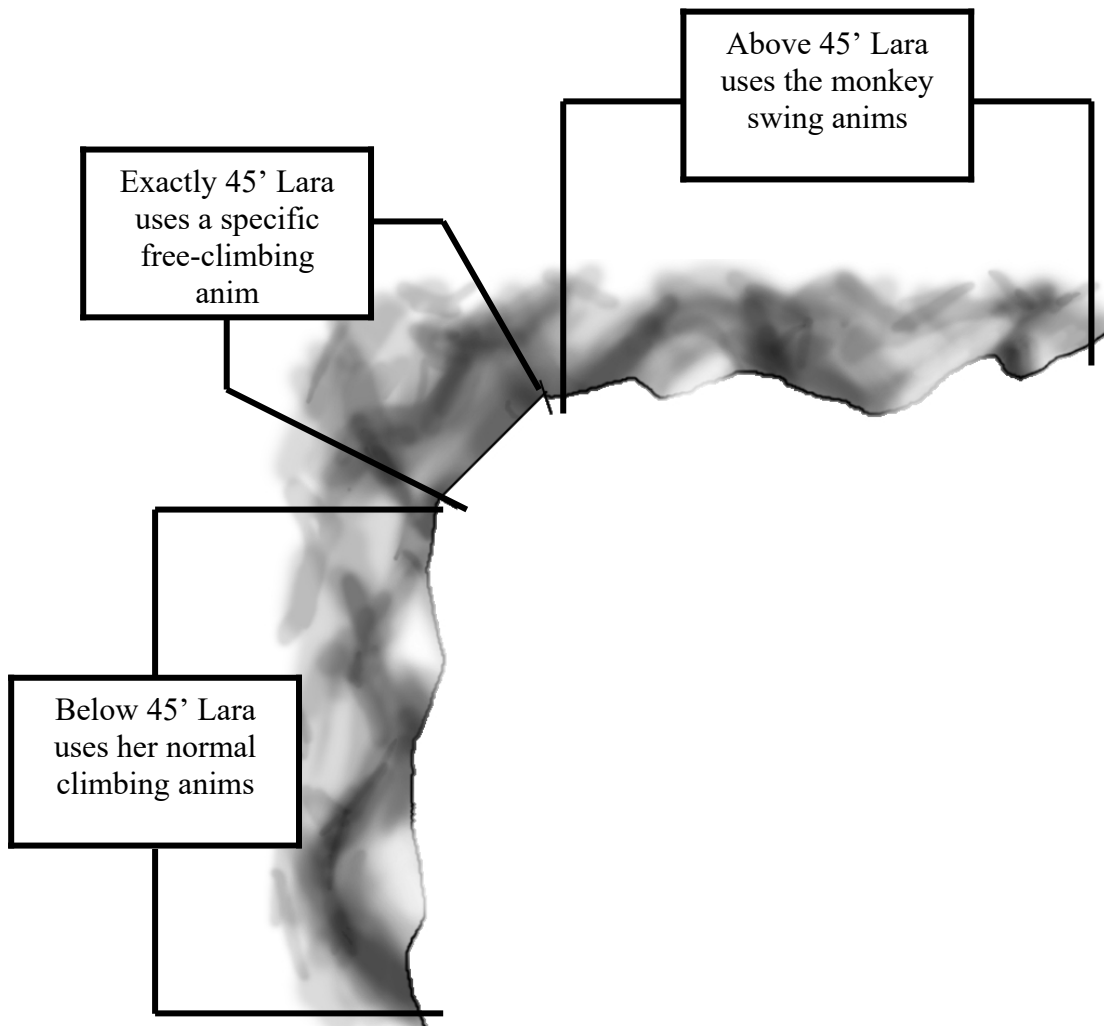 Above 45’ Lara
uses the monkey
swing anims
Exactly 45’ Lara
uses a specific
free-climbing
anim
Below 45’ Lara
uses her normal
climbing anims